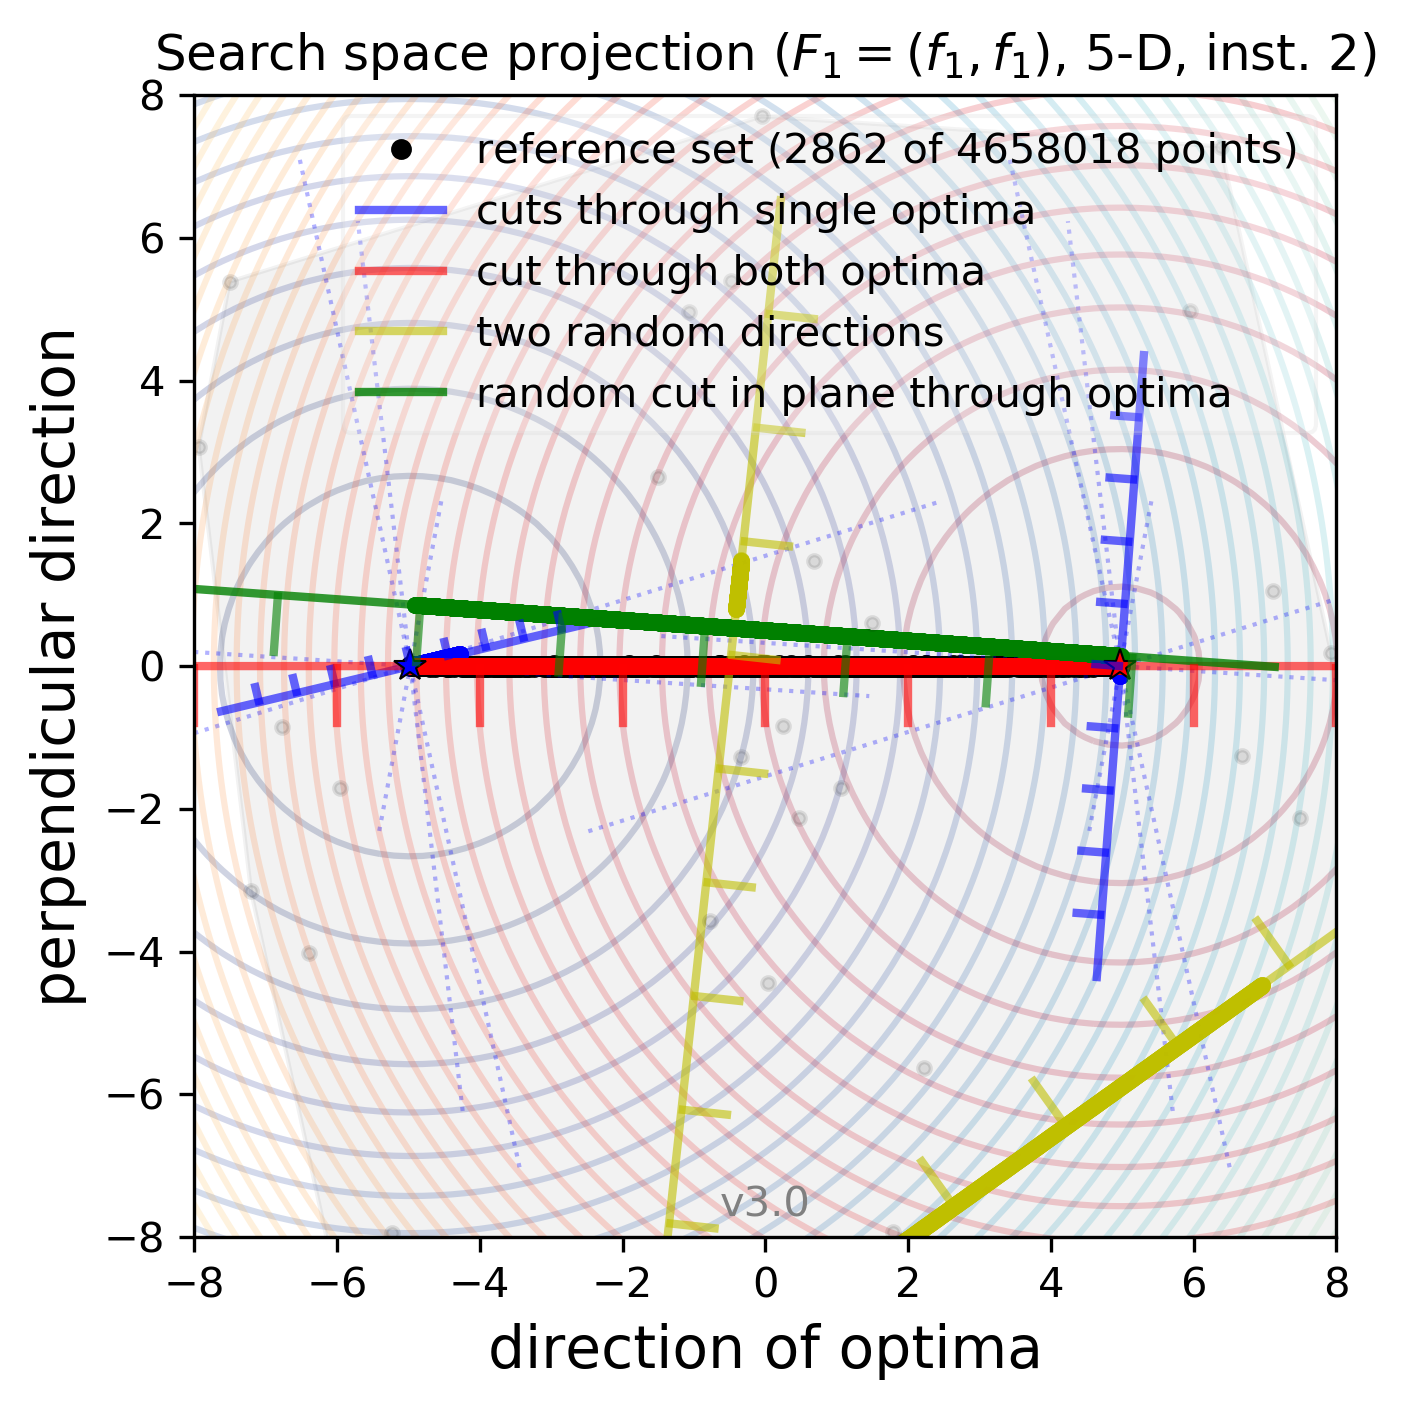 Search space projection (F₁ = (f₁, f₁), 5-D, inst. 2)
reference set (2862 of 4658018 points)
cuts through single optima
cut through both optima
two random directions
random cut in plane through optima
perpendicular direction
8
6
4
2
0
−2
−4
−6
−8
v3.0
−8 −6 −4 −2 0 2 4 6 8
direction of optima